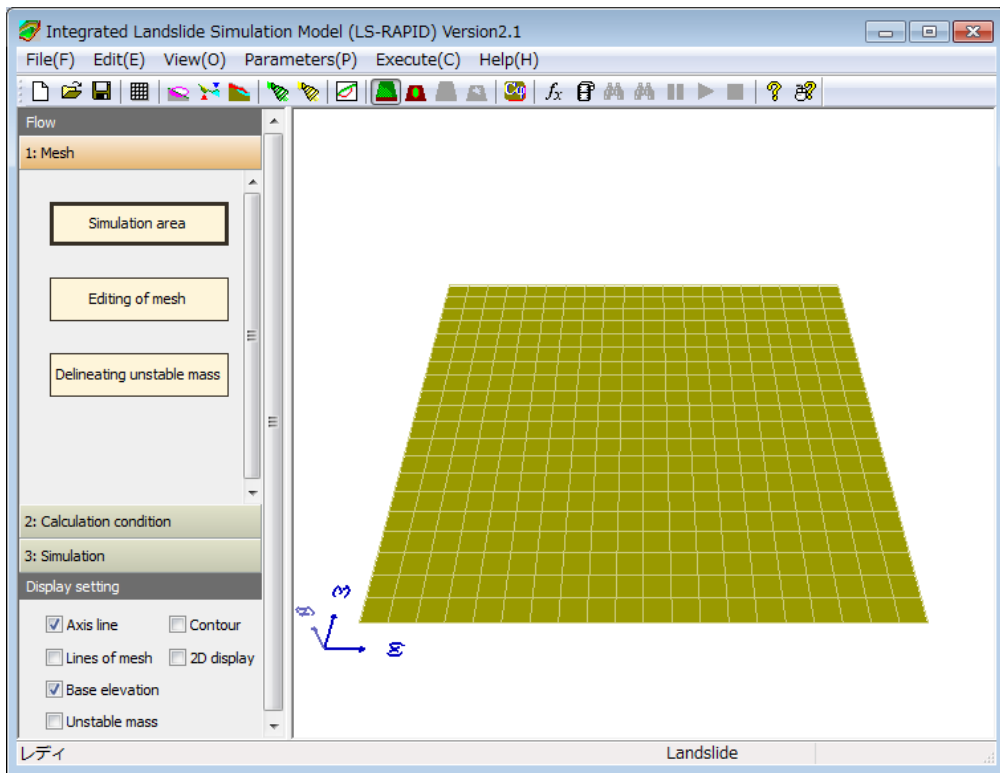 Integrated Landslide Simulation Model (LS-RAPID) Version2.1
File(F) Edit(E) View(O) Parameters(P) Execute(C) Help(H)
Flow
1: Mesh
Simulation area
Editing of mesh
Delineating unstable mass
2: Calculation condition
3: Simulation
Display setting
Axis line Contour
Lines of mesh 2D display
Base elevation
Unstable mass
レディ Landslide